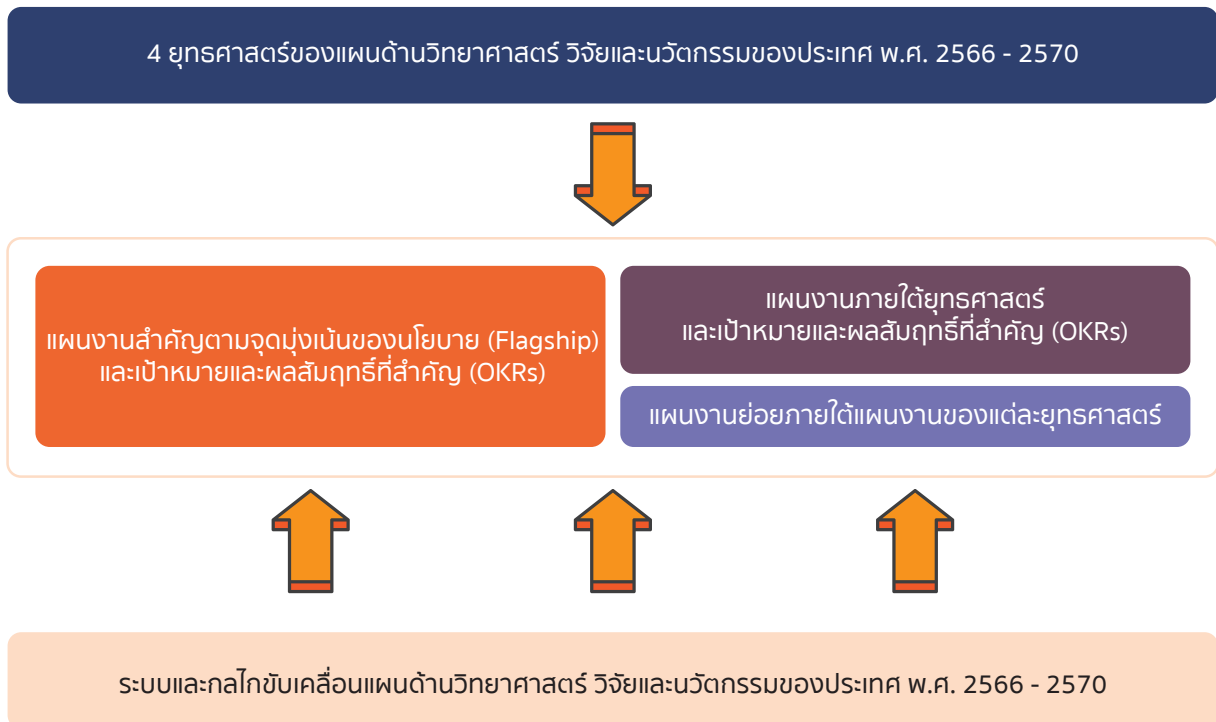 4 ยุทธศาสตร์ของแผนด้านวิทยาศาสตร์ วิจัยและนวัตกรรมของประเทศ พ.ศ. 2566 - 2570
แผนงานสำคัญตามจุดมุ่งเน้นของนโยบาย (Flagship)
และเป้าหมายและผลสัมฤทธิ์ที่สำคัญ (OKRs)
แผนงานภายใต้ยุทธศาสตร์
และเป้าหมายและผลสัมฤทธิ์ที่สำคัญ (OKRs)
แผนงานย่อยภายใต้แผนงานของแต่ละยุทธศาสตร์
ระบบและกลไกขับเคลื่อนแผนด้านวิทยาศาสตร์ วิจัยและนวัตกรรมของประเทศ พ.ศ. 2566 - 2570